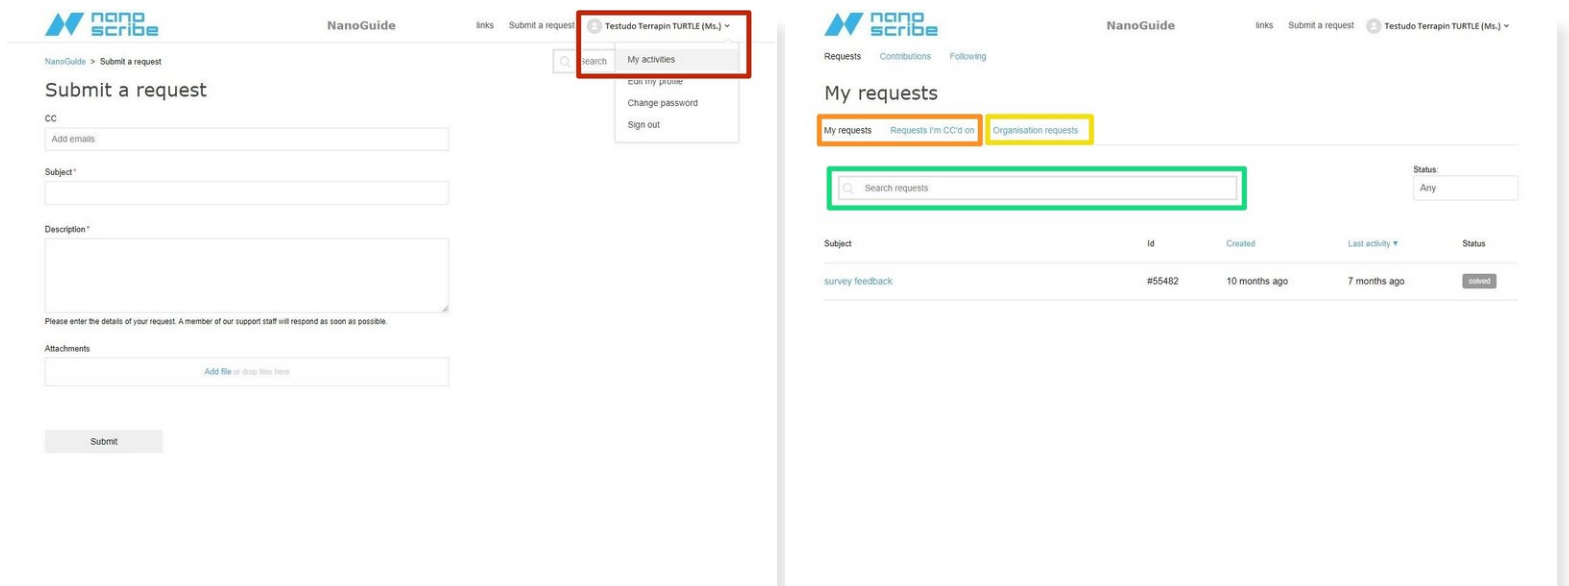 nano
scribe
NanoGuide
links Submit a request Testudo Terrapin TURTLE (Ms.)
NanoGuide > Submit a request
Search
My activities
Edit my profile
Change password
Sign out
Submit a request
CC
Add emails
Subject*
Description*
Please enter the details of your request. A member of our support staff will respond as soon as possible.
Attachments
Add file or drop files here
Submit
nano
scribe
NanoGuide
links Submit a request Testudo Terrapin TURTLE (Ms.)
Requests Contributions Following
My requests
My requests Requests I'm CC'd on Organisation requests
Search requests
Status:
Any
Subject Id Created Last activity ▼ Status
survey feedback #55482 10 months ago 7 months ago solved